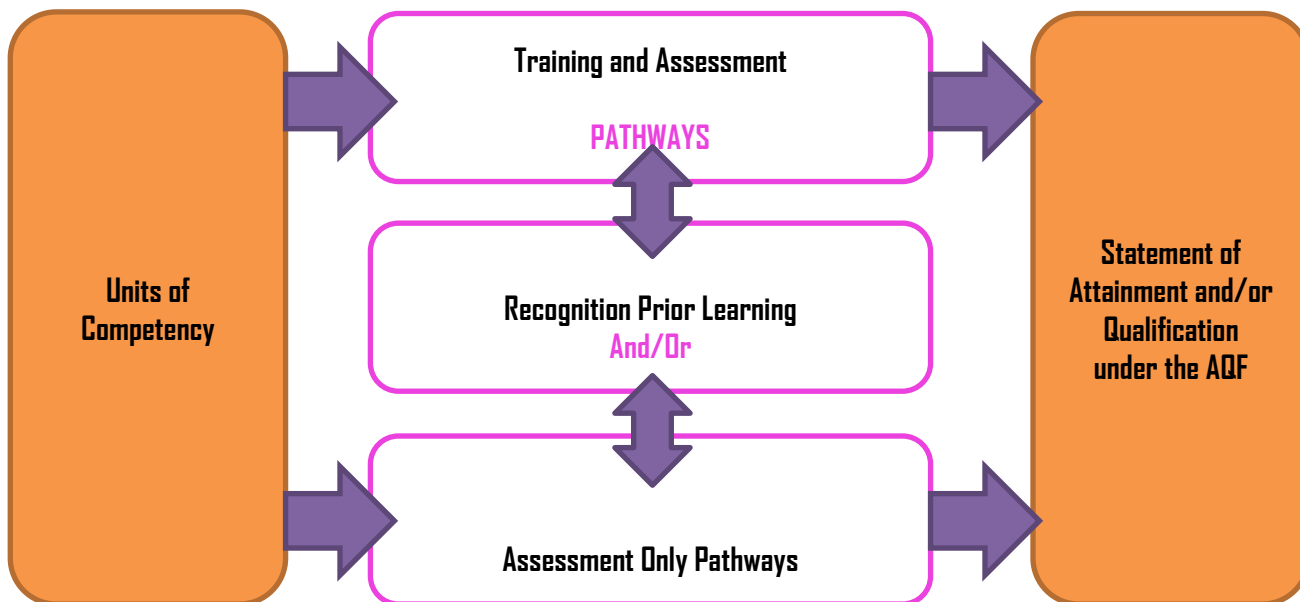 Training and Assessment
PATHWAYS
Units of
Competency
Recognition Prior Learning
And/Or
Statement of
Attainment and/or
Qualification
under the AQF
Assessment Only Pathways